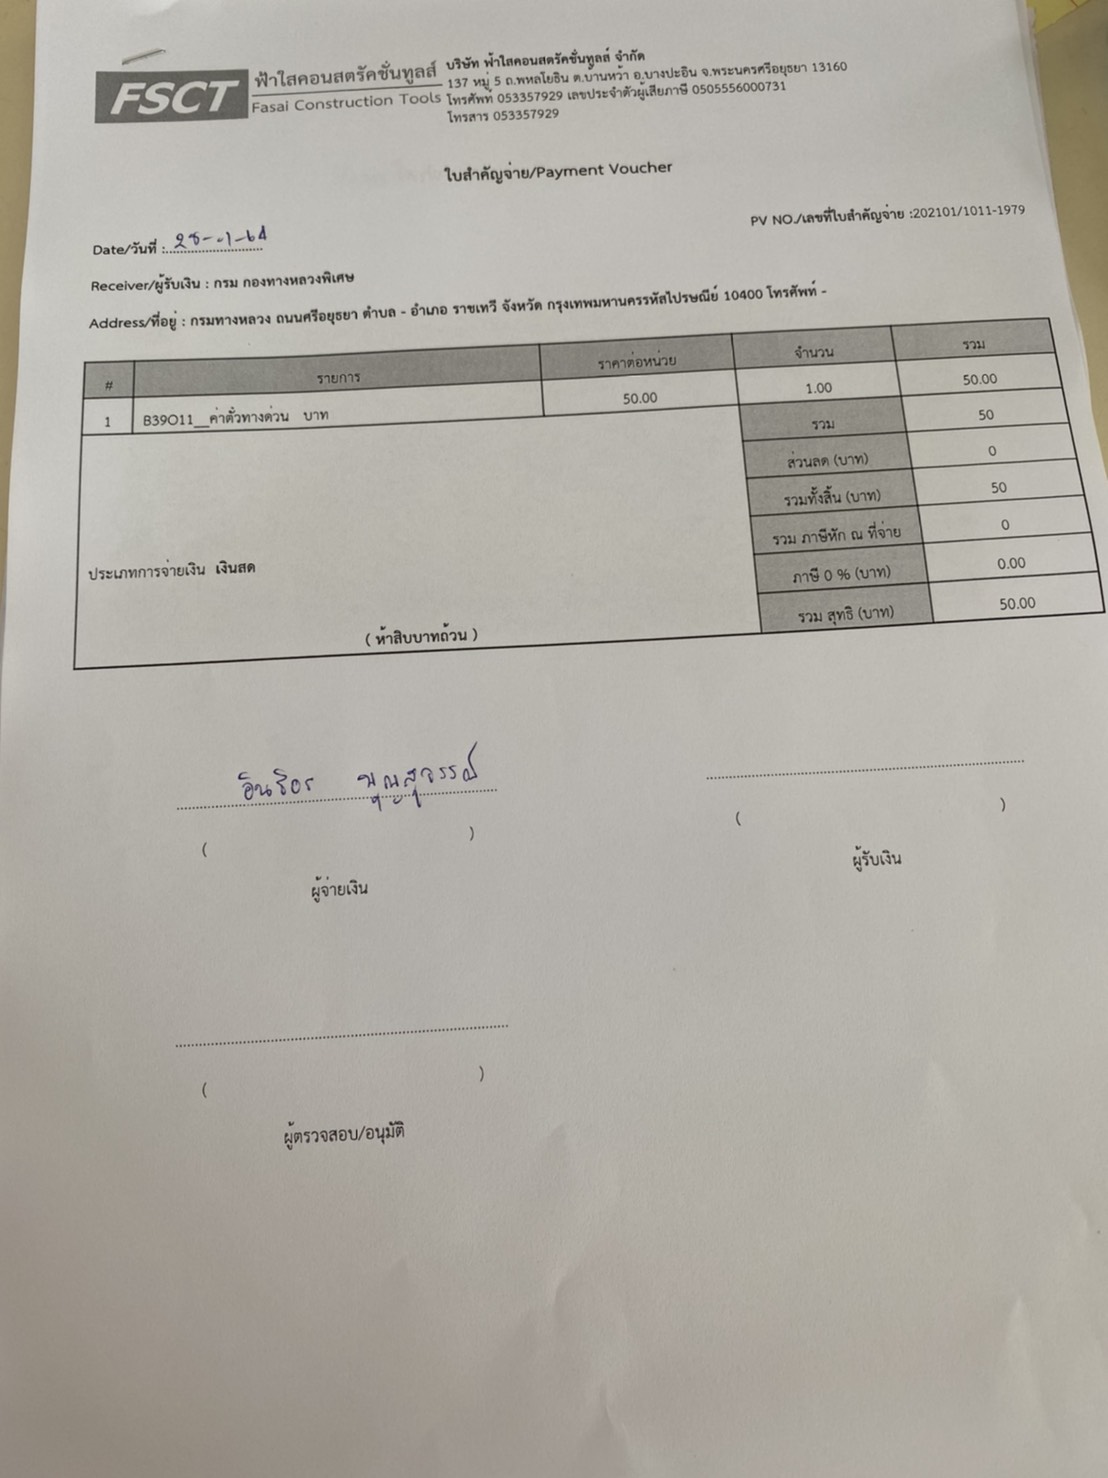 FSCT ฟ้าใสคอนสตรัคชั่นทูลส์
Fasai Construction Tools
บริษัท ฟ้าใสคอนสตรัคชั่นทูลส์ จำกัด
137 หมู่ 5 ถ.พหลโยธิน ต.บ้านหว้า อ.บางปะอิน จ.พระนครศรีอยุธยา 13160
โทรศัพท์ 053357929 เลขประจำตัวผู้เสียภาษี 0505556000731
โทรสาร 053357929
ใบสำคัญจ่าย/Payment Voucher
PV NO./เลขที่ใบสำคัญจ่าย :202101/1011-1979
Date/วันที่ : 28-1-64
Receiver/ผู้รับเงิน : กรม กองทางหลวงพิเศษ
Address/ที่อยู่ : กรมทางหลวง ถนนศรีอยุธยา ตำบล - อำเภอ ราชเทวี จังหวัด กรุงเทพมหานครรหัสไปรษณีย์ 10400 โทรศัพท์ -
# รายการ ราคาต่อหน่วย จำนวน รวม
1 B39O11__ค่าตั๋วทางด่วน บาท 50.00 1.00 50.00
รวม 50
ส่วนลด (บาท) 0
รวมทั้งสิ้น (บาท) 50
รวม ภาษีหัก ณ ที่จ่าย 0
ประเภทการจ่ายเงิน เงินสด
ภาษี 0 % (บาท) 0.00
(ห้าสิบบาทถ้วน) รวม สุทธิ (บาท) 50.00
อินธิอร บุญสุวรรณ์
( ) ( )
ผู้จ่ายเงิน ผู้รับเงิน
( )
ผู้ตรวจสอบ/อนุมัติ